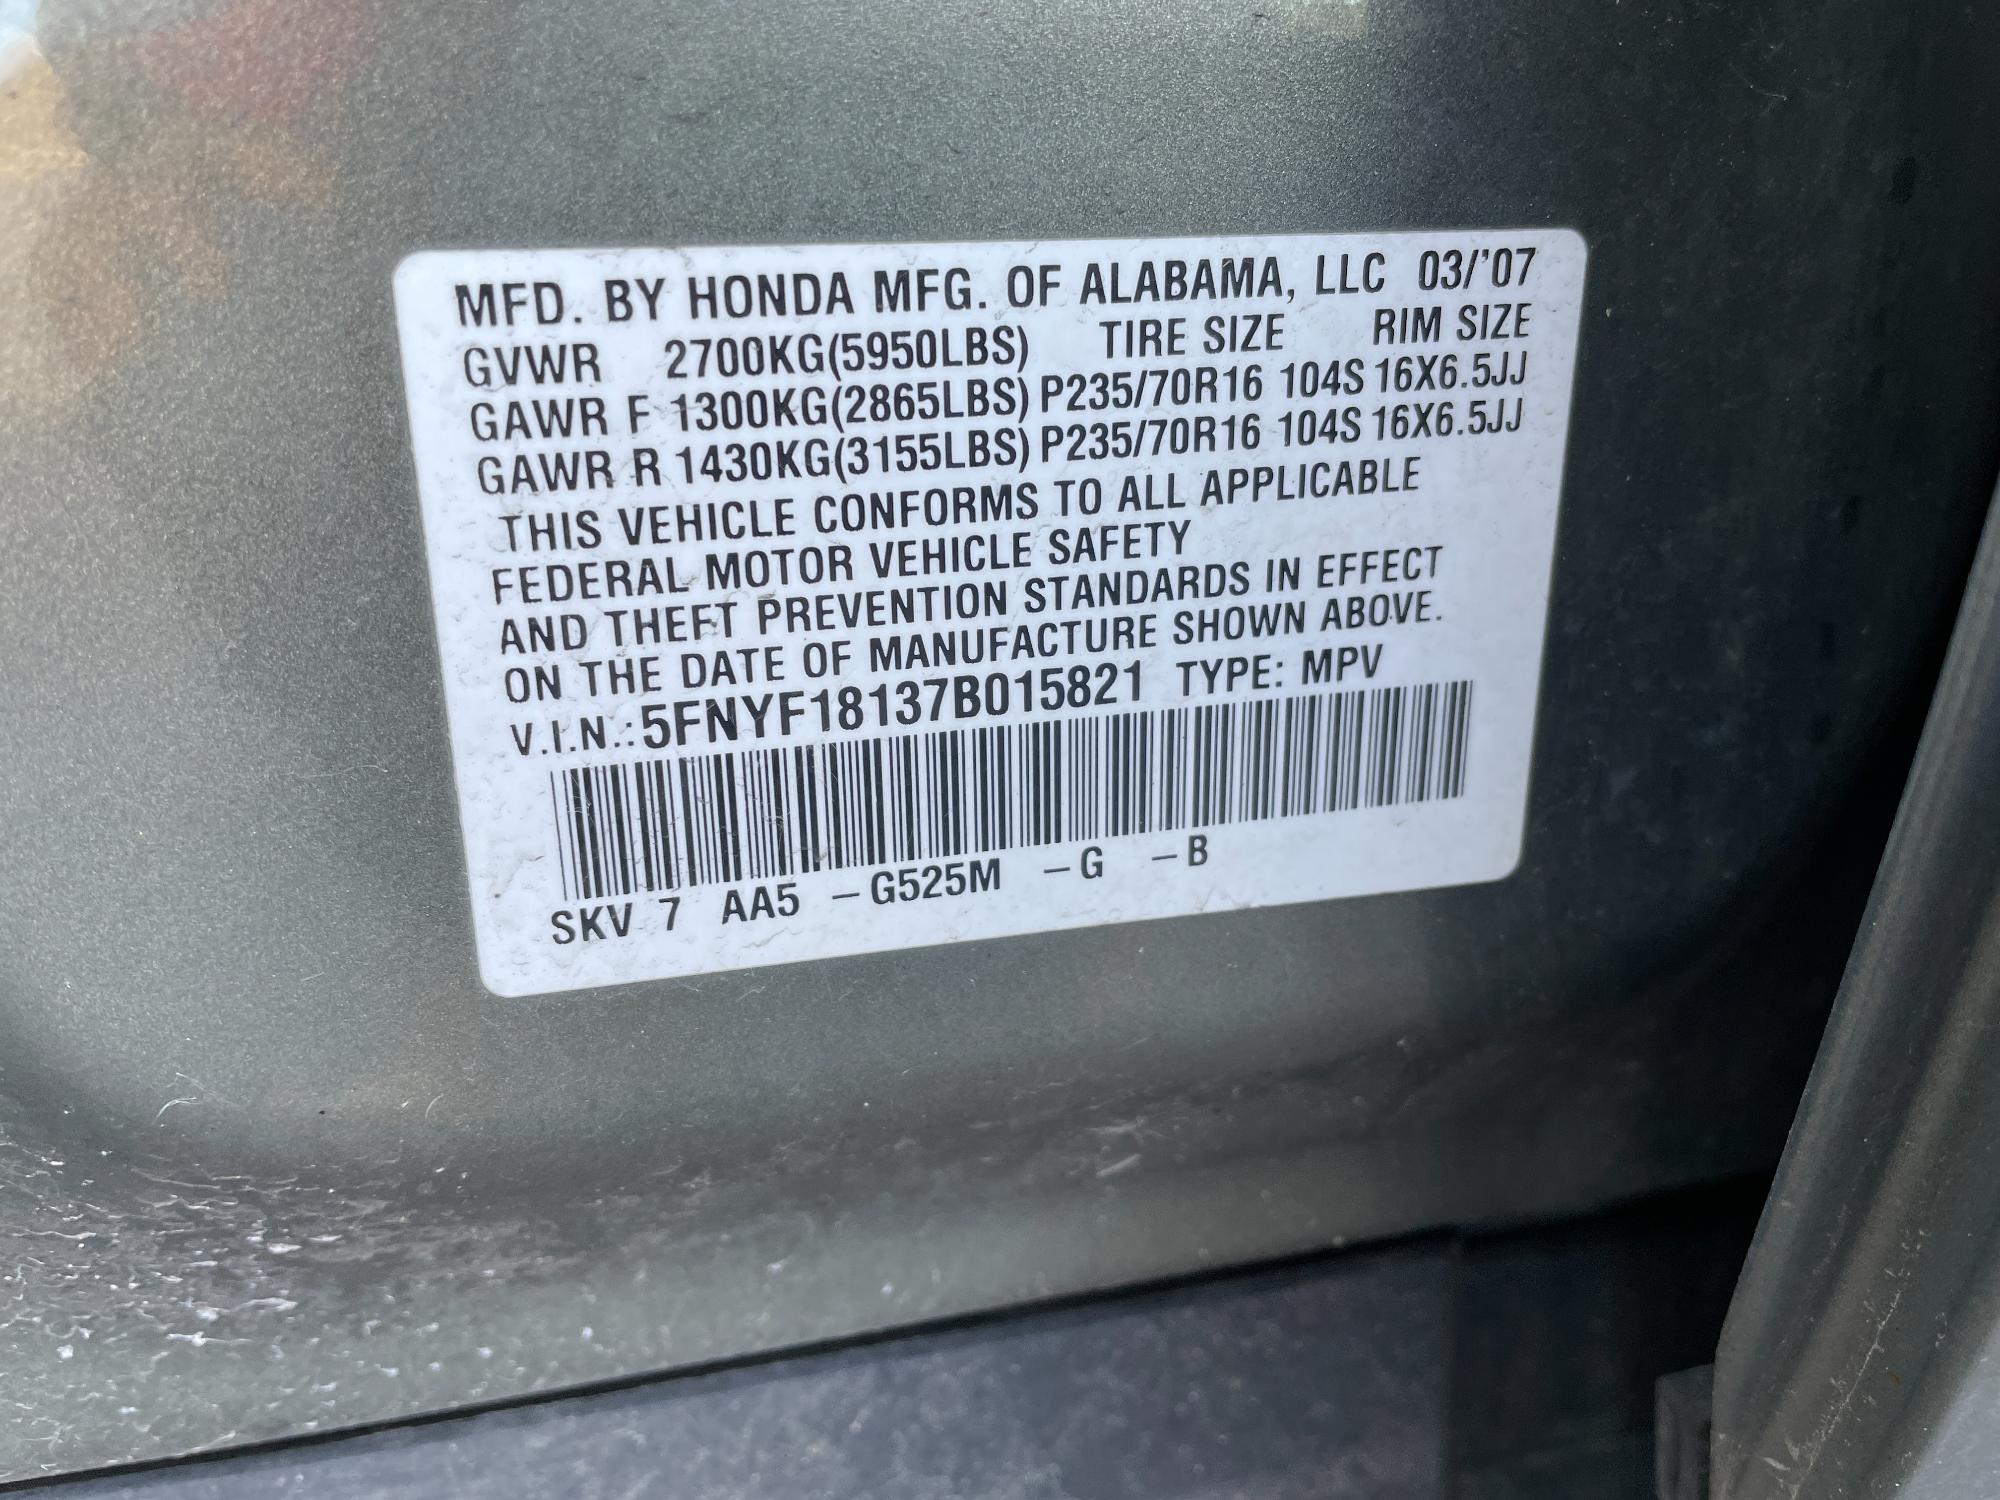 MFD. BY HONDA MFG. OF ALABAMA, LLC 03/'07
GVWR 2700KG(5950LBS) TIRE SIZE RIM SIZE
GAWR F 1300KG(2865LBS) P235/70R16 104S 16X6.5JJ
GAWR R 1430KG(3155LBS) P235/70R16 104S 16X6.5JJ
THIS VEHICLE CONFORMS TO ALL APPLICABLE
FEDERAL MOTOR VEHICLE SAFETY
AND THEFT PREVENTION STANDARDS IN EFFECT
ON THE DATE OF MANUFACTURE SHOWN ABOVE.
V.I.N.: 5FNYF18137B015821 TYPE: MPV
SKV 7 AA5 –G525M –G –B